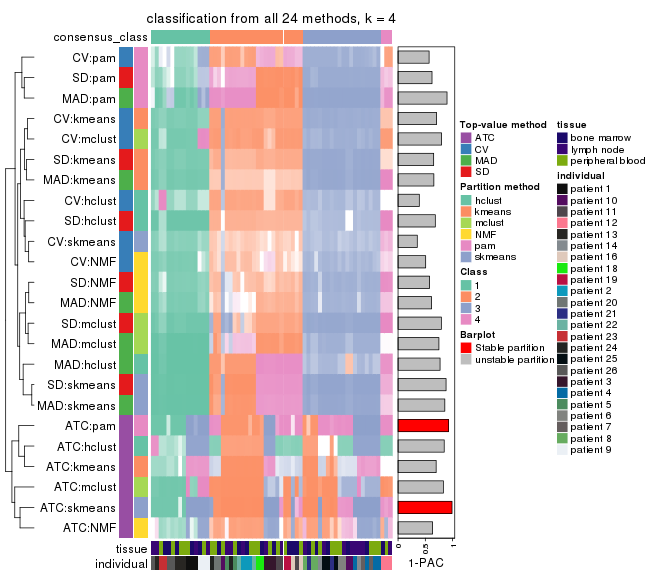 classification from all 24 methods, k = 4
consensus_class
CV:pam
SD:pam
MAD:pam
CV:kmeans
CV:mclust
SD:kmeans
MAD:kmeans
CV:hclust
SD:hclust
CV:skmeans
CV:NMF
SD:NMF
MAD:NMF
SD:mclust
MAD:mclust
MAD:hclust
SD:skmeans
MAD:skmeans
ATC:pam
ATC:hclust
ATC:kmeans
ATC:mclust
ATC:skmeans
ATC:NMF
tissue
individual
0
0.5
1
1-PAC
Top-value method
ATC
CV
MAD
SD
Partition method
hclust
kmeans
mclust
NMF
pam
skmeans
Class
1
2
3
4
Barplot
Stable partition
unstable partition
tissue
bone marrow
lymph node
peripheral blood
individual
patient 1
patient 10
patient 11
patient 12
patient 13
patient 14
patient 16
patient 18
patient 19
patient 2
patient 20
patient 21
patient 22
patient 23
patient 24
patient 25
patient 26
patient 3
patient 4
patient 5
patient 6
patient 7
patient 8
patient 9